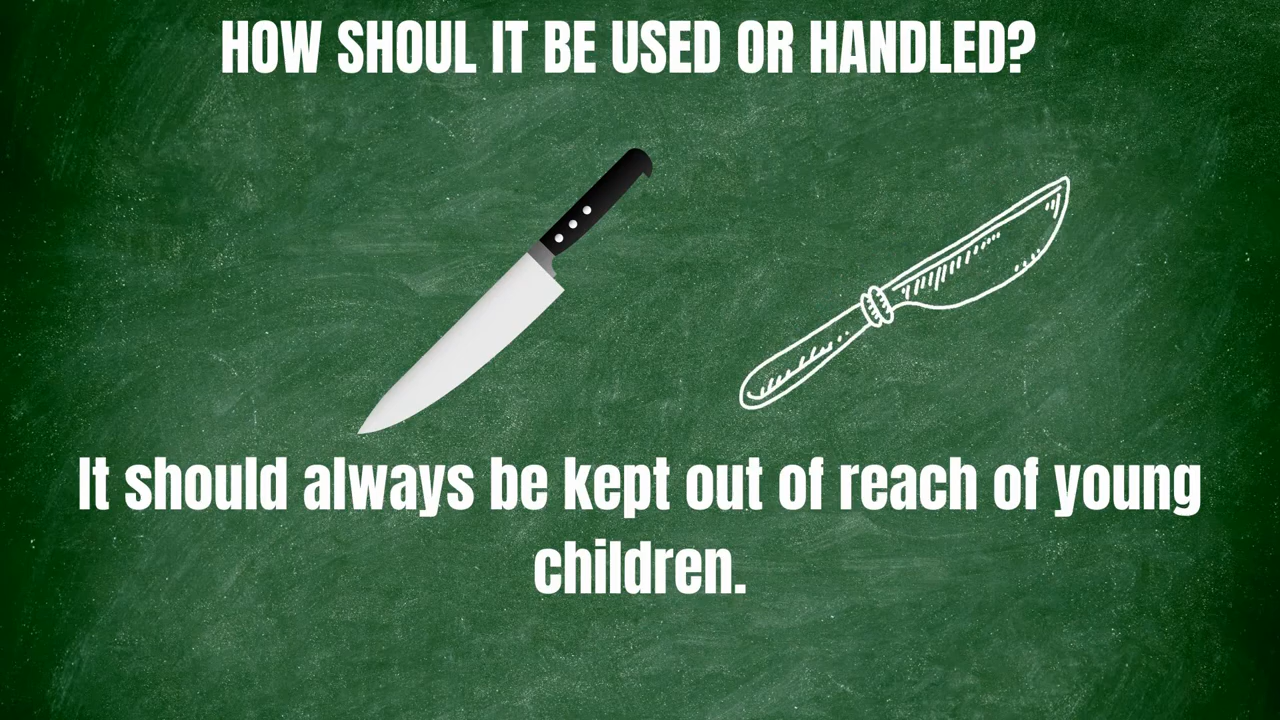 HOW SHOUL IT BE USED OR HANDLED?
It should always be kept out of reach of young
children.